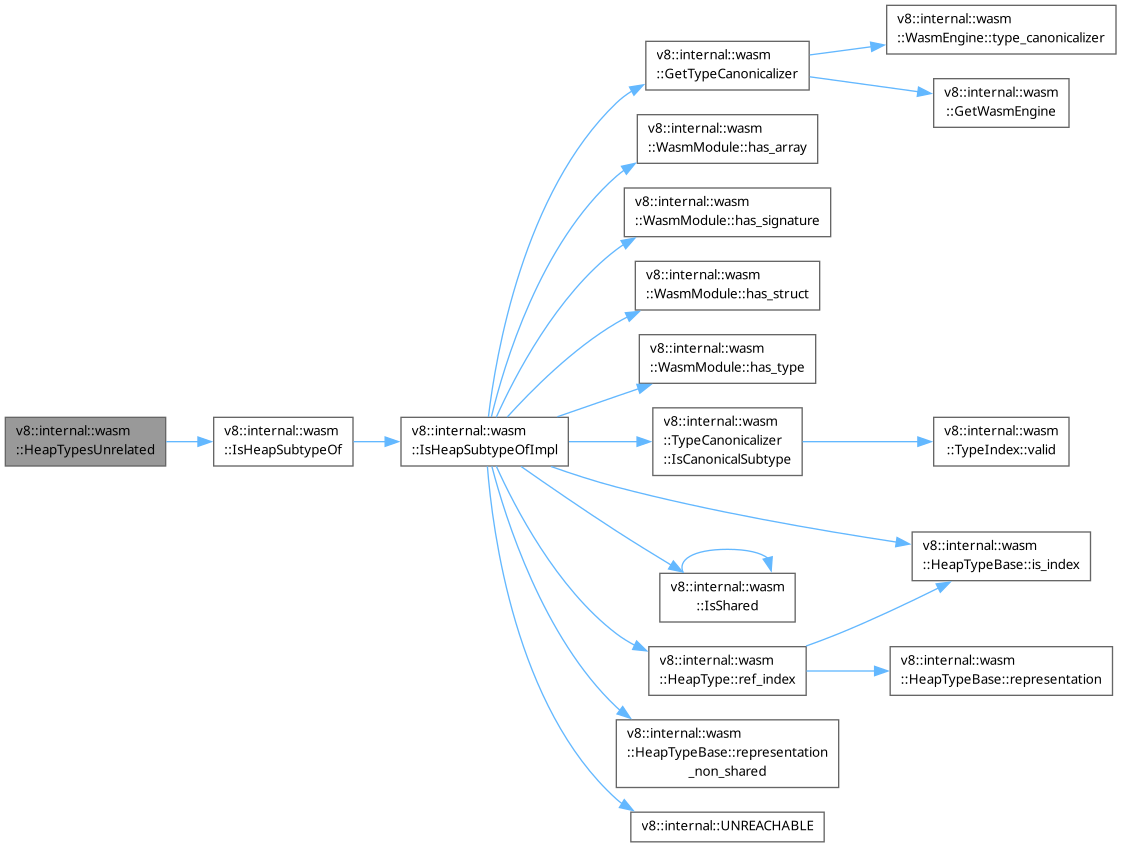 v8::internal::wasm
::HeapTypesUnrelated
v8::internal::wasm
::IsHeapSubtypeOf
v8::internal::wasm
::IsHeapSubtypeOfImpl
v8::internal::wasm
::GetTypeCanonicalizer
v8::internal::wasm
::WasmEngine::type_canonicalizer
v8::internal::wasm
::GetWasmEngine
v8::internal::wasm
::WasmModule::has_array
v8::internal::wasm
::WasmModule::has_signature
v8::internal::wasm
::WasmModule::has_struct
v8::internal::wasm
::WasmModule::has_type
v8::internal::wasm
::TypeCanonicalizer
::IsCanonicalSubtype
v8::internal::wasm
::TypeIndex::valid
v8::internal::wasm
::HeapTypeBase::is_index
v8::internal::wasm
::IsShared
v8::internal::wasm
::HeapType::ref_index
v8::internal::wasm
::HeapTypeBase::representation
v8::internal::wasm
::HeapTypeBase::representation
_non_shared
v8::internal::UNREACHABLE